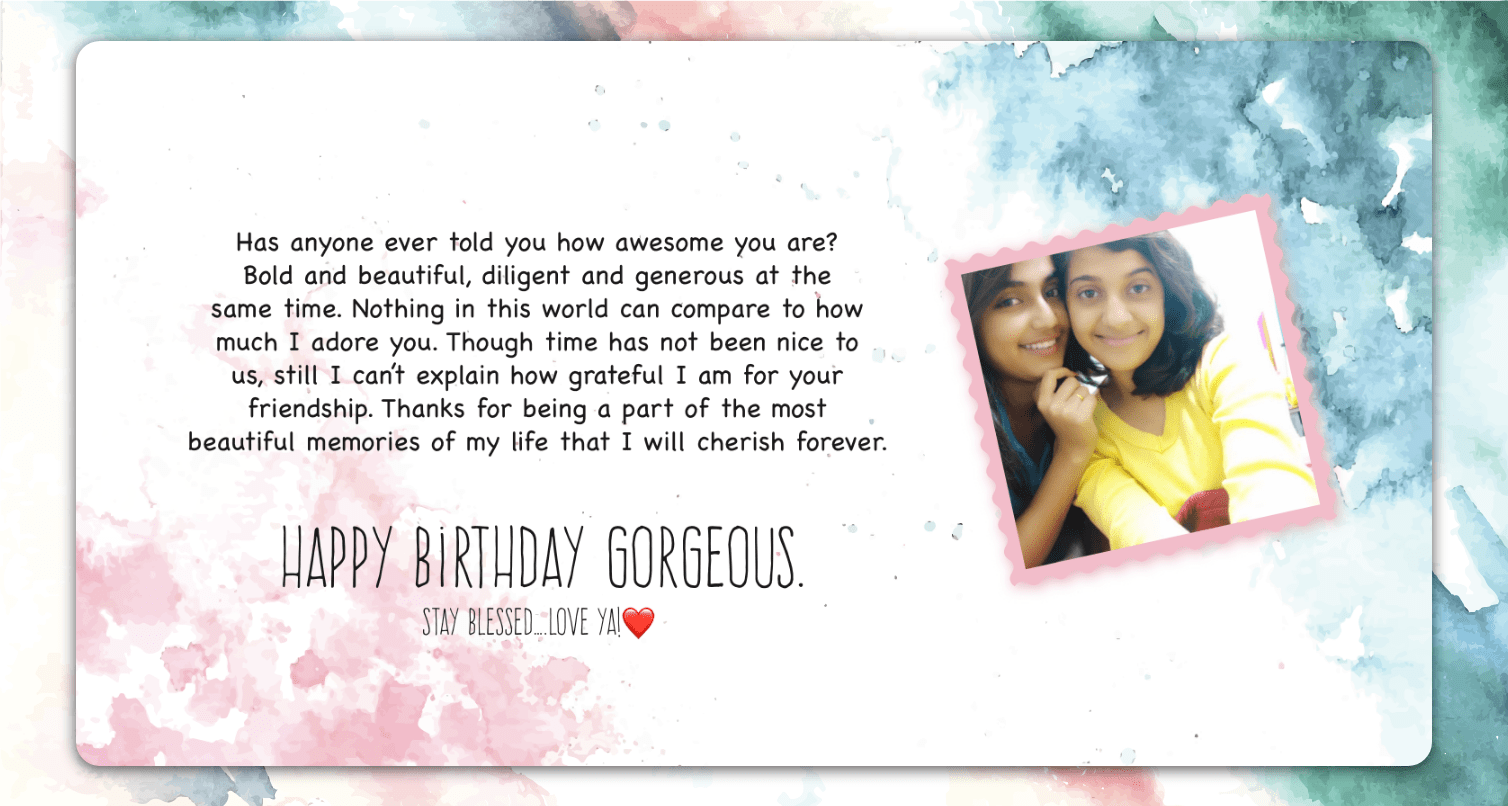 Has anyone ever told you how awesome you are?
Bold and beautiful, diligent and generous at the
same time. Nothing in this world can compare to how
much I adore you. Though time has not been nice to
us, still I can't explain how grateful I am for your
friendship. Thanks for being a part of the most
beautiful memories of my life that I will cherish forever.
HAPPY BiRTHDAY GORGEOUS.
STAY BLESSED....LOVE YA!❤️